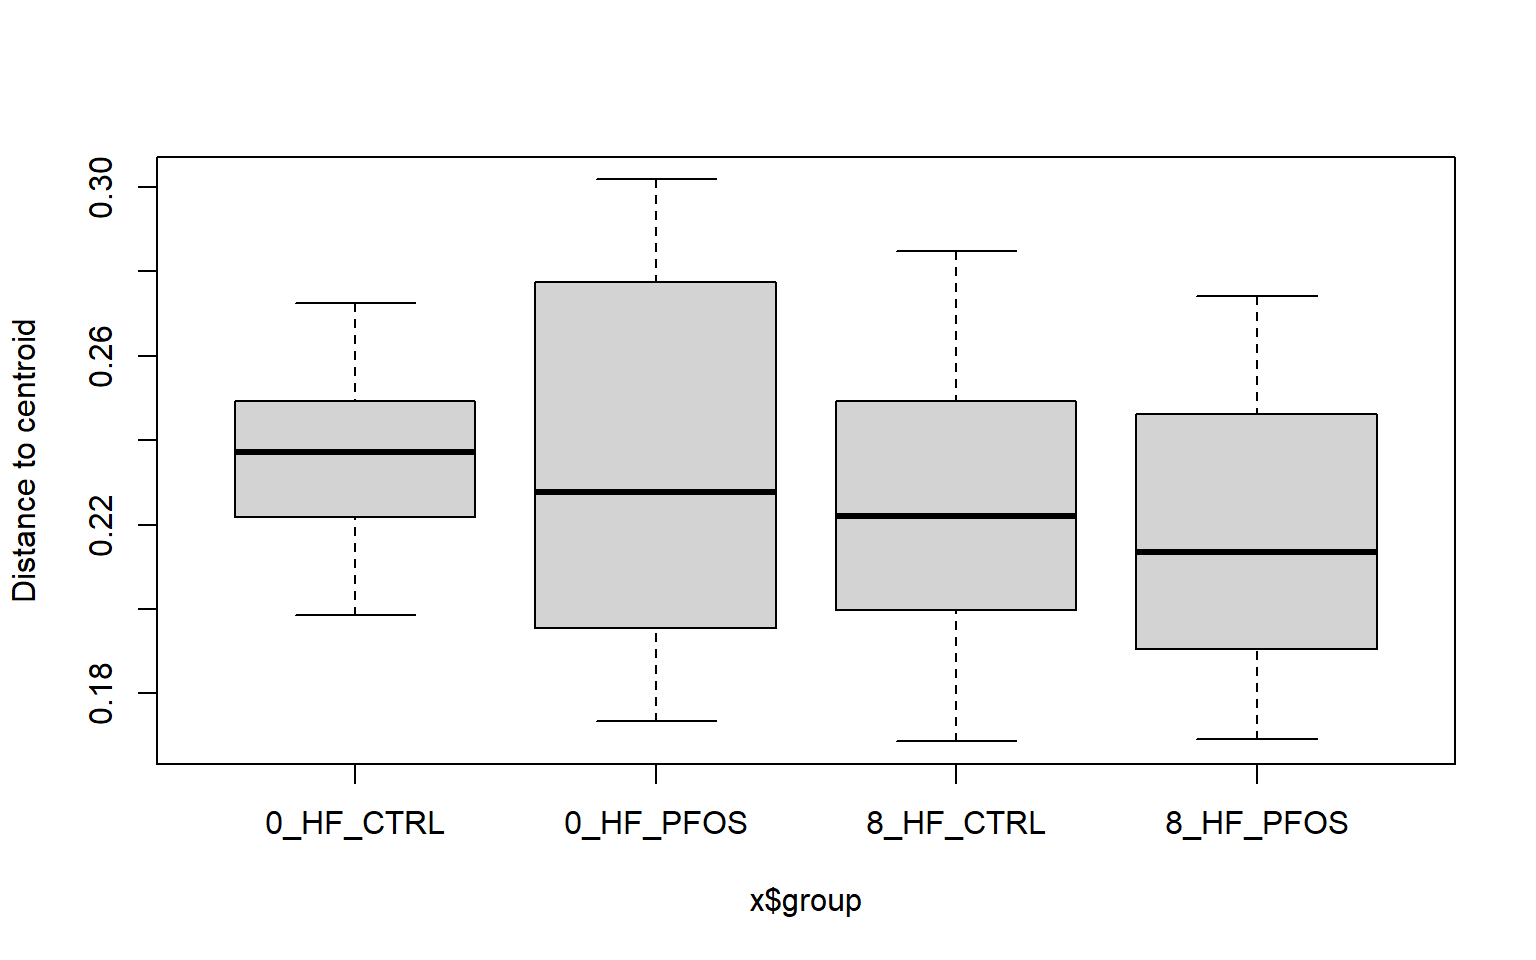 Distance to centroid
0.30
0.26
0.22
0.18
0_HF_CTRL 0_HF_PFOS 8_HF_CTRL 8_HF_PFOS
x$group